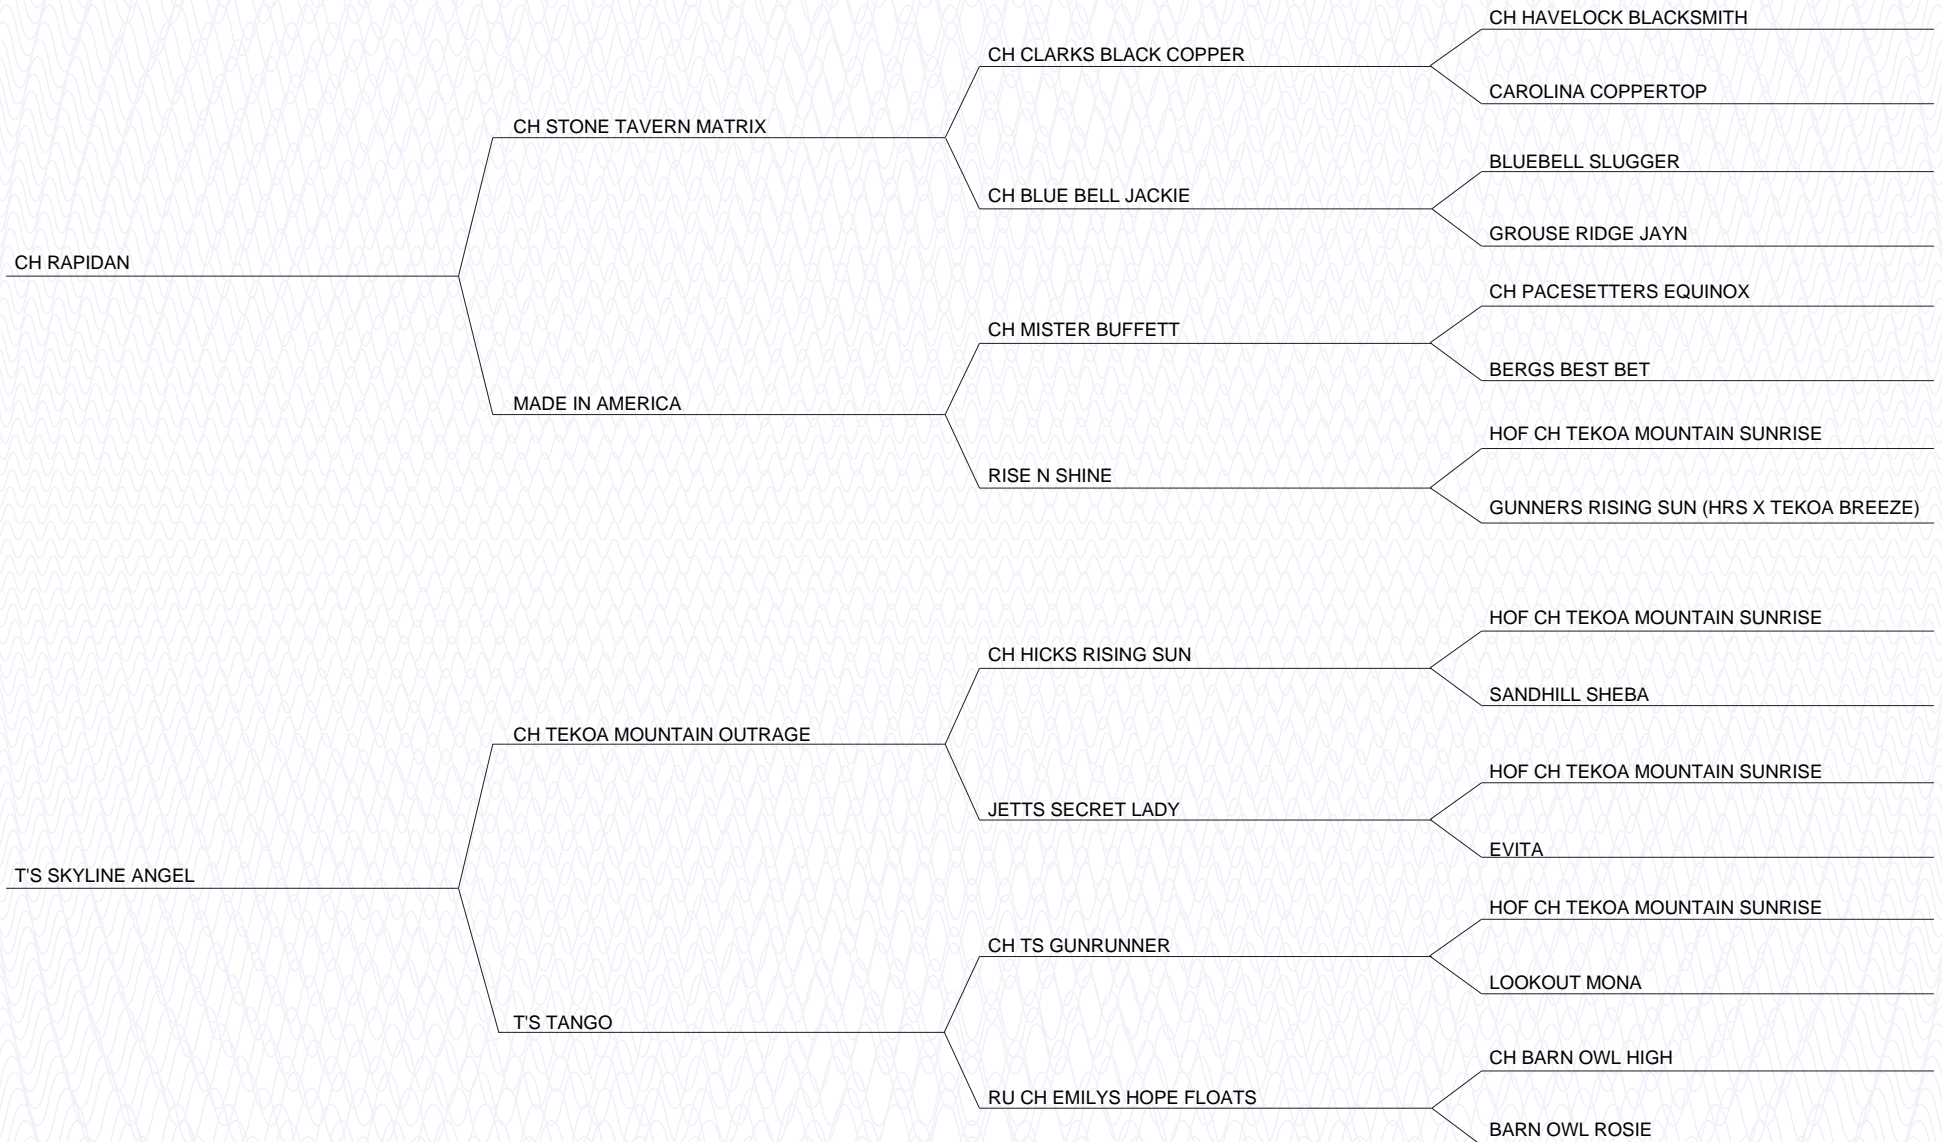 CH HAVELOCK BLACKSMITH
CH CLARKS BLACK COPPER
CAROLINA COPPERTOP
CH STONE TAVERN MATRIX
BLUEBELL SLUGGER
CH BLUE BELL JACKIE
GROUSE RIDGE JAYN
CH RAPIDAN
CH PACESETTERS EQUINOX
CH MISTER BUFFETT
BERGS BEST BET
MADE IN AMERICA
HOF CH TEKOA MOUNTAIN SUNRISE
RISE N SHINE
GUNNERS RISING SUN (HRS X TEKOA BREEZE)
HOF CH TEKOA MOUNTAIN SUNRISE
CH HICKS RISING SUN
SANDHILL SHEBA
CH TEKOA MOUNTAIN OUTRAGE
HOF CH TEKOA MOUNTAIN SUNRISE
JETTS SECRET LADY
EVITA
T'S SKYLINE ANGEL
HOF CH TEKOA MOUNTAIN SUNRISE
CH TS GUNRUNNER
LOOKOUT MONA
T'S TANGO
CH BARN OWL HIGH
RU CH EMILYS HOPE FLOATS
BARN OWL ROSIE